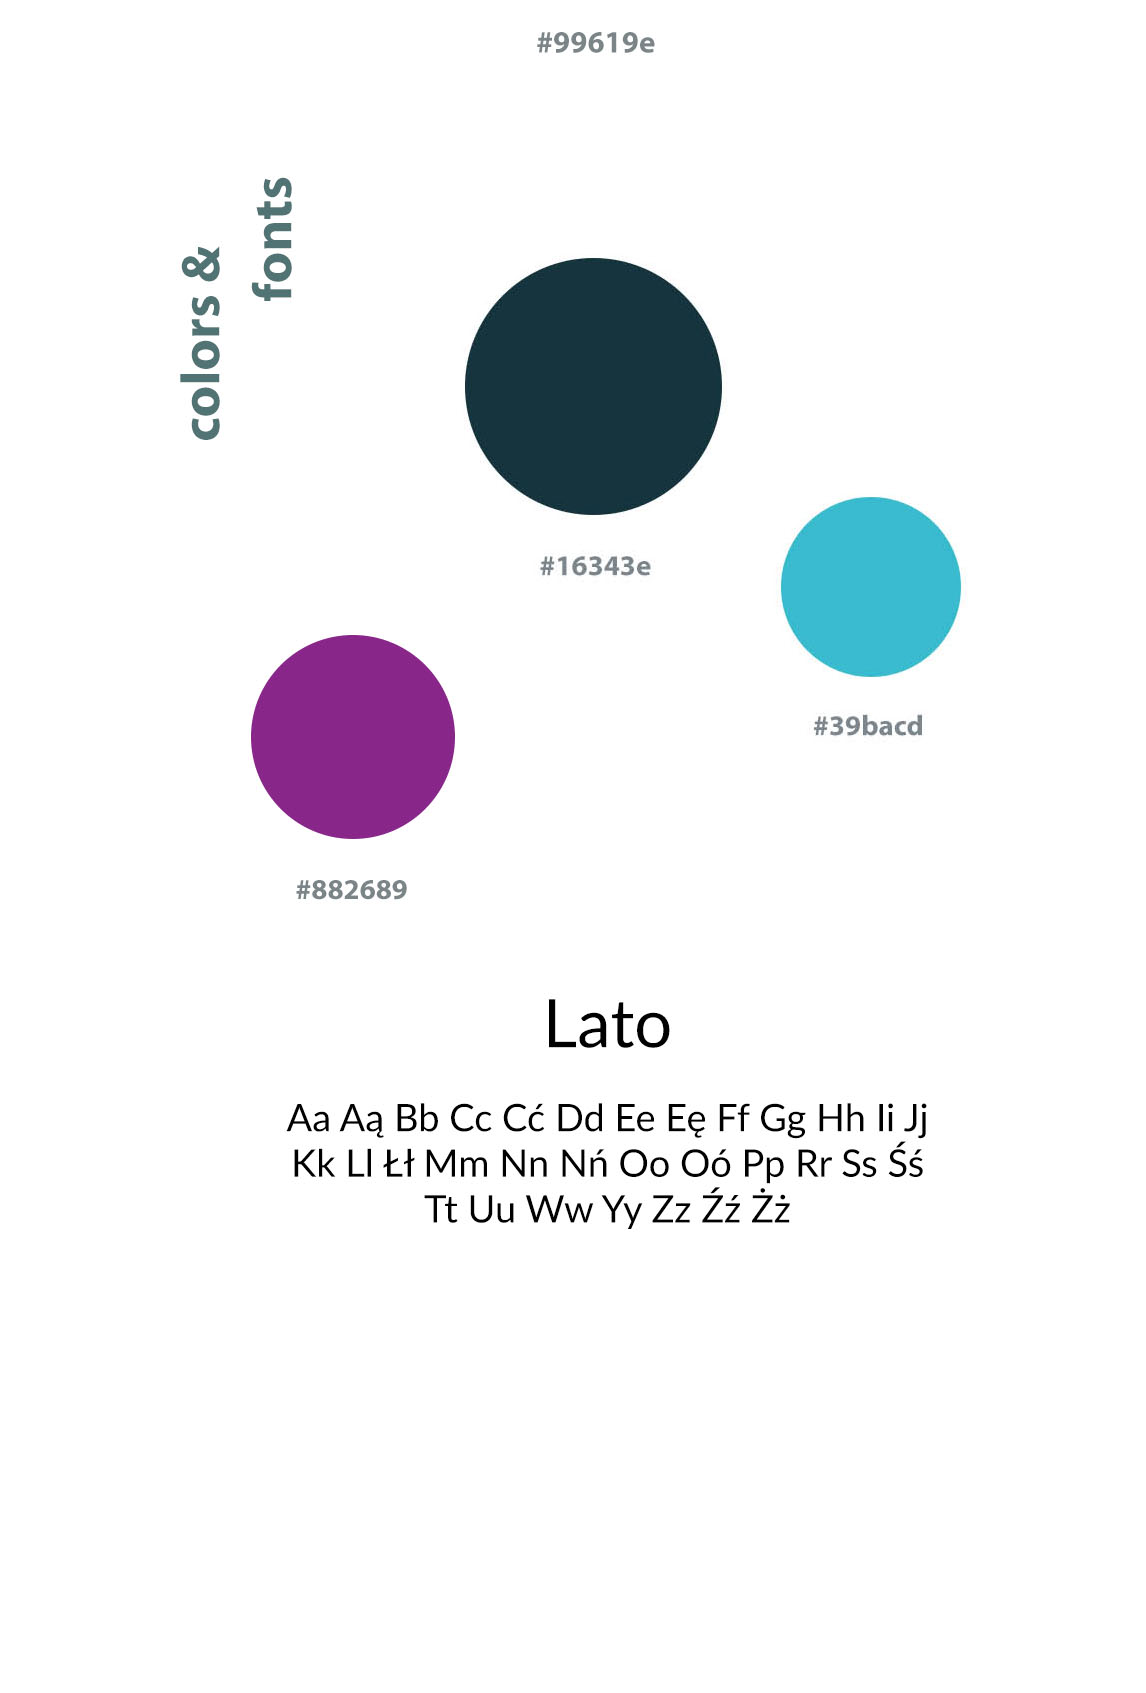 #99619e
colors &
fonts
#16343e
#39bacd
#882689
Lato
Aa Aą Bb Cc Cć Dd Ee Eę Ff Gg Hh Ii Jj
Kk Ll Łł Mm Nn Nń Oo Oó Pp Rr Ss Śś
Tt Uu Ww Yy Zz Źź Żż